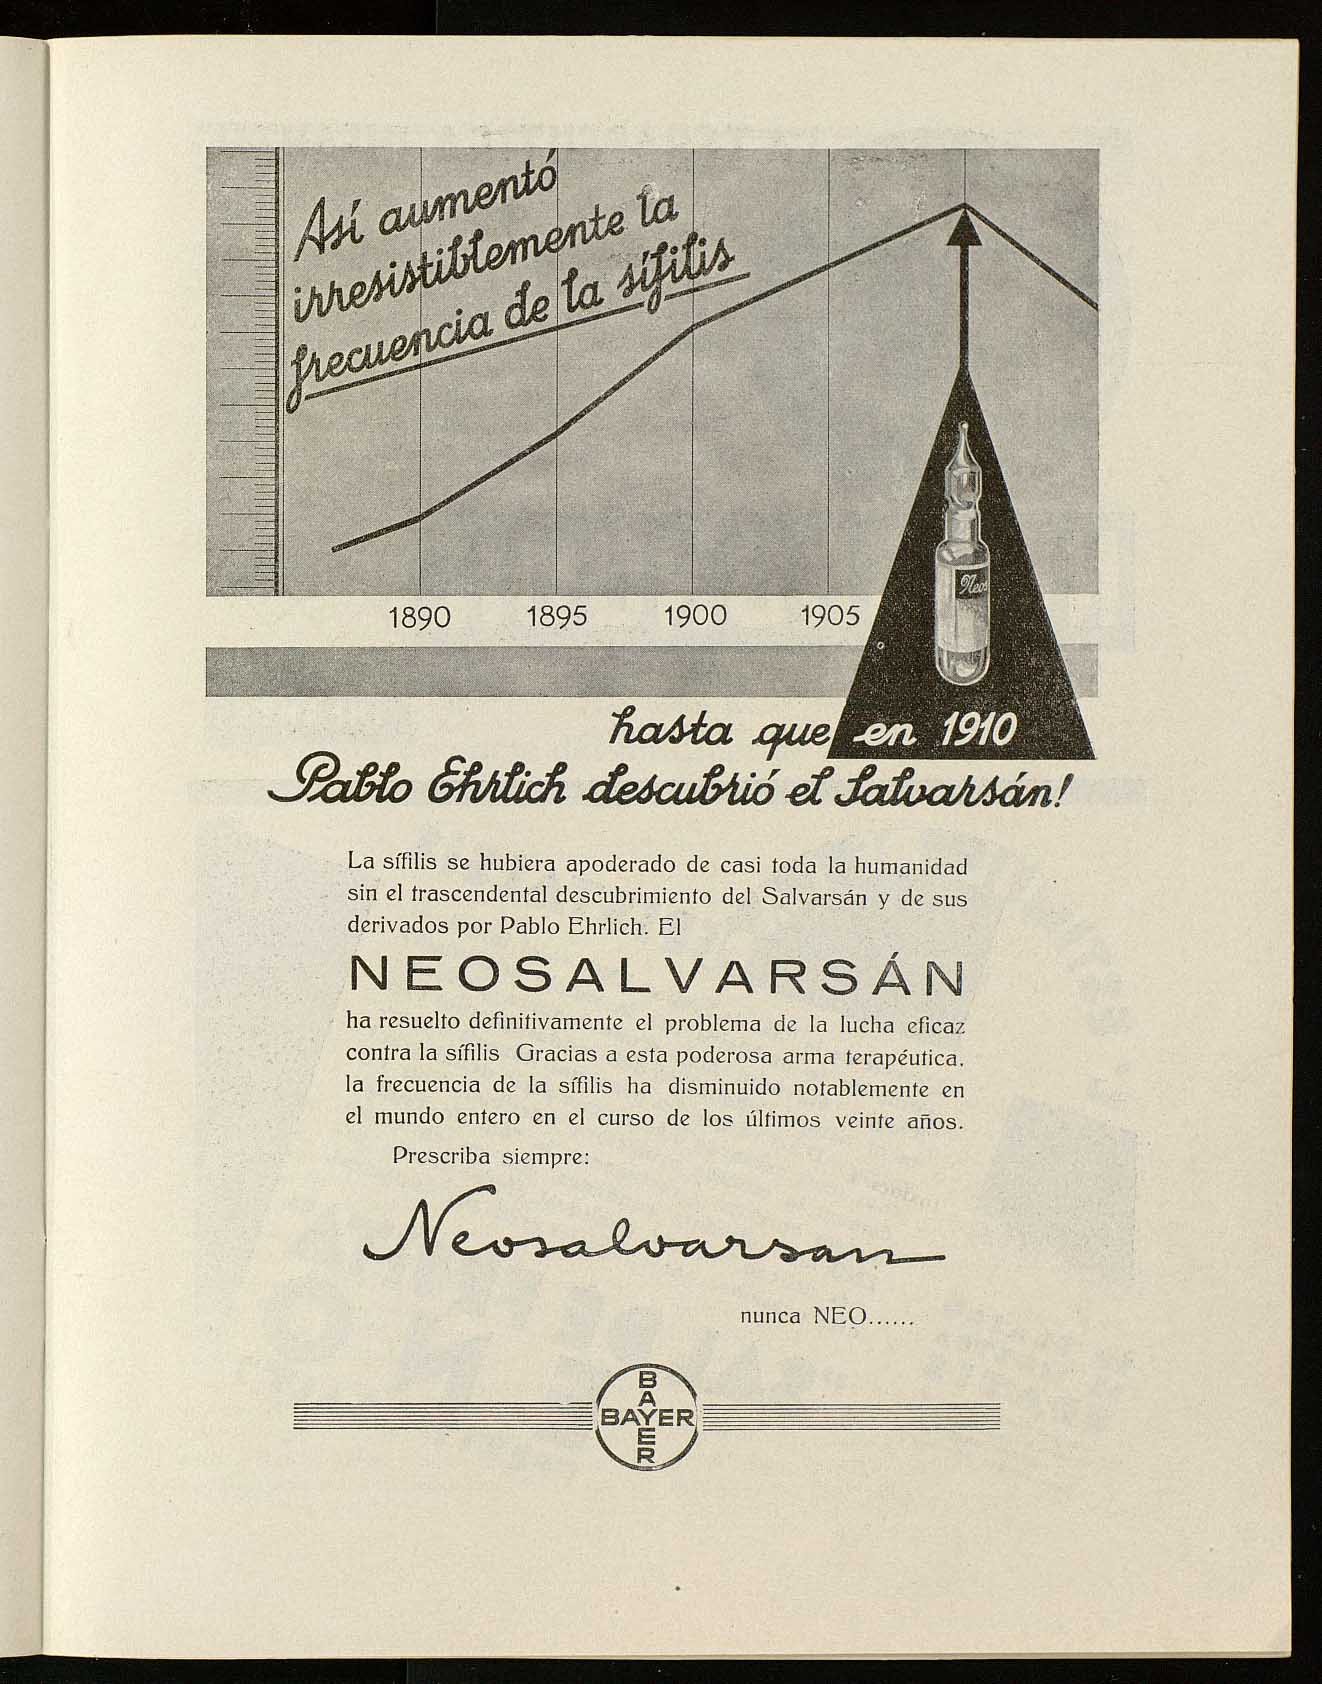 Así aumentó
irresistiblemente la
frecuencia de la sífilis
1890 1895 1900 1905
Neos
hasta que en 1910
Pablo Ehrlich descubrió el Salvarsán!
La sífilis se hubiera apoderado de casi toda la humanidad
sin el trascendental descubrimiento del Salvarsán y de sus
derivados por Pablo Ehrlich. El
NEOSALVARSÁN
ha resuelto definitivamente el problema de la lucha eficaz
contra la sífilis Gracias a esta poderosa arma terapéutica,
la frecuencia de la sífilis ha disminuido notablemente en
el mundo entero en el curso de los últimos veinte años.
Prescriba siempre:
Neosalvarsan
nunca NEO......
BAYER
BAYER